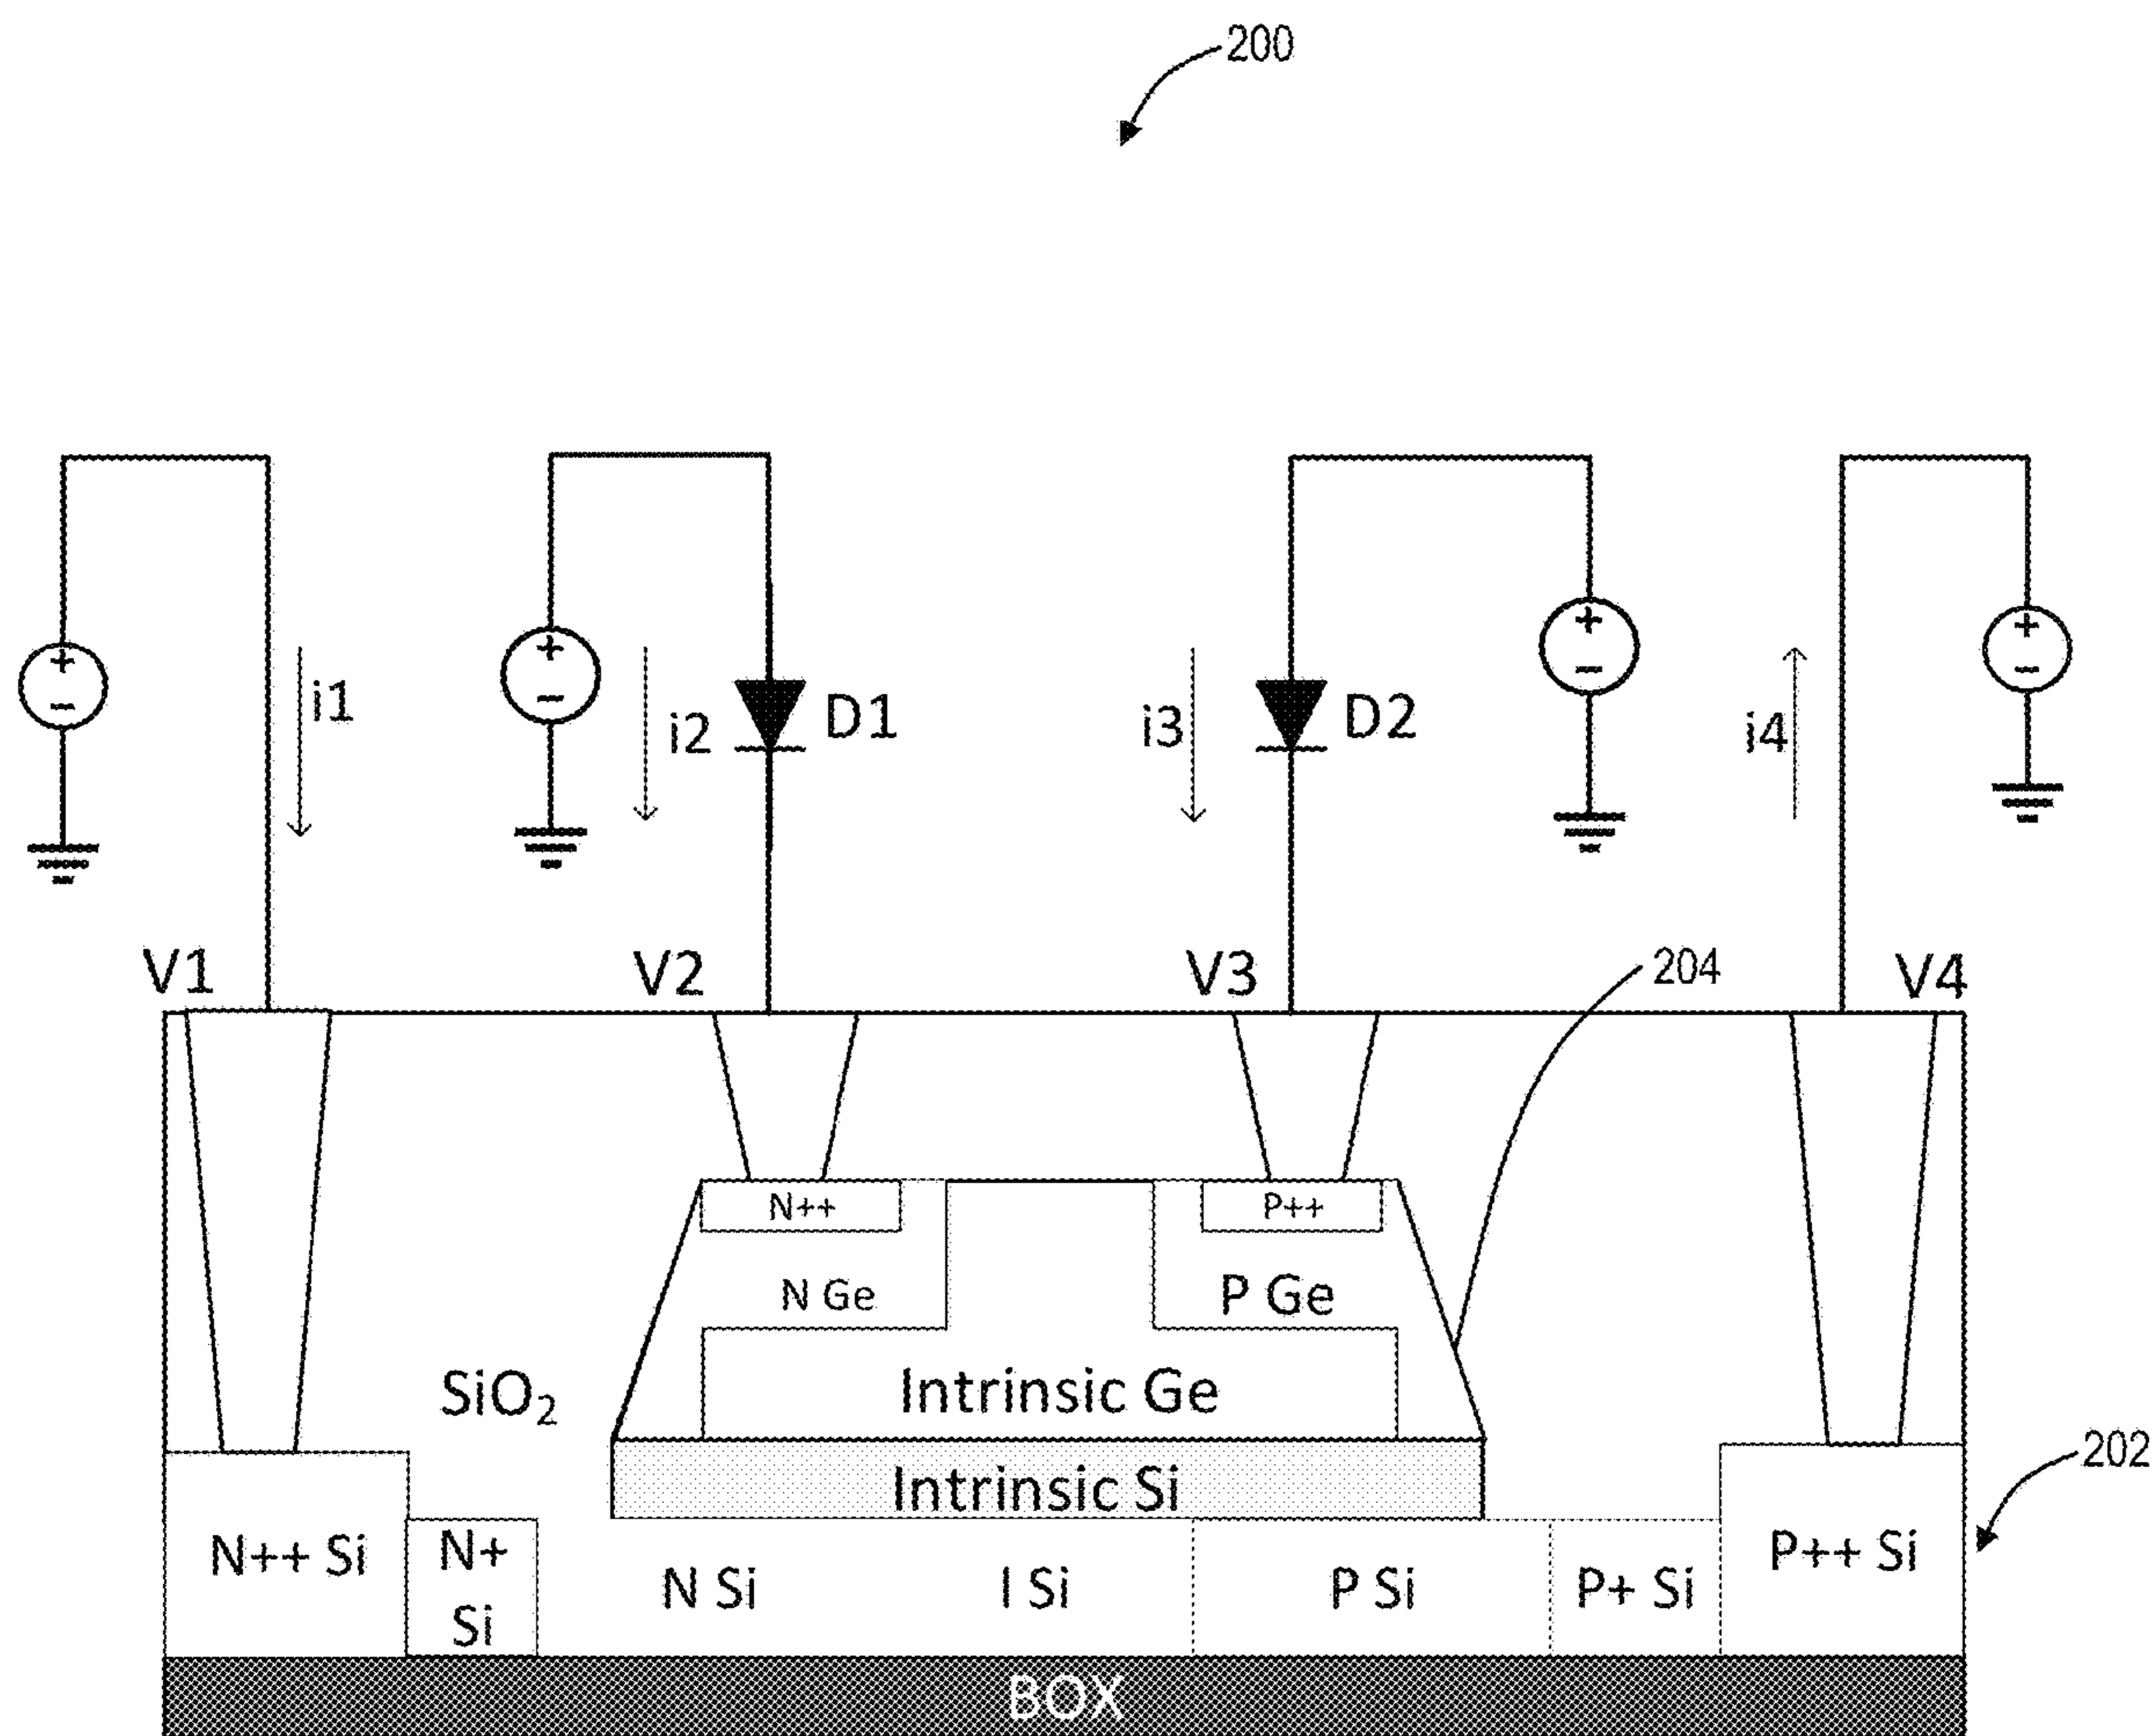 200
+
−
i1
+
−
i2
D1
i3
D2
+
−
i4
+
−
V1
V2
V3
204
V4
N++
P++
N Ge
P Ge
SiO₂
Intrinsic Ge
Intrinsic Si
202
N++ Si
N+
Si
N Si
I Si
P Si
P+ Si
P++ Si
BOX